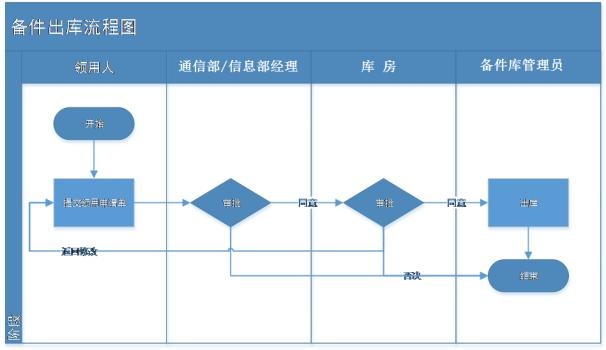 备件出库流程图
领用人
通信部/信息部经理
库 房
备件库管理员
开始
提交领用申请单
审批
同意
审批
同意
出库
返回修改
否决
结束
阶段